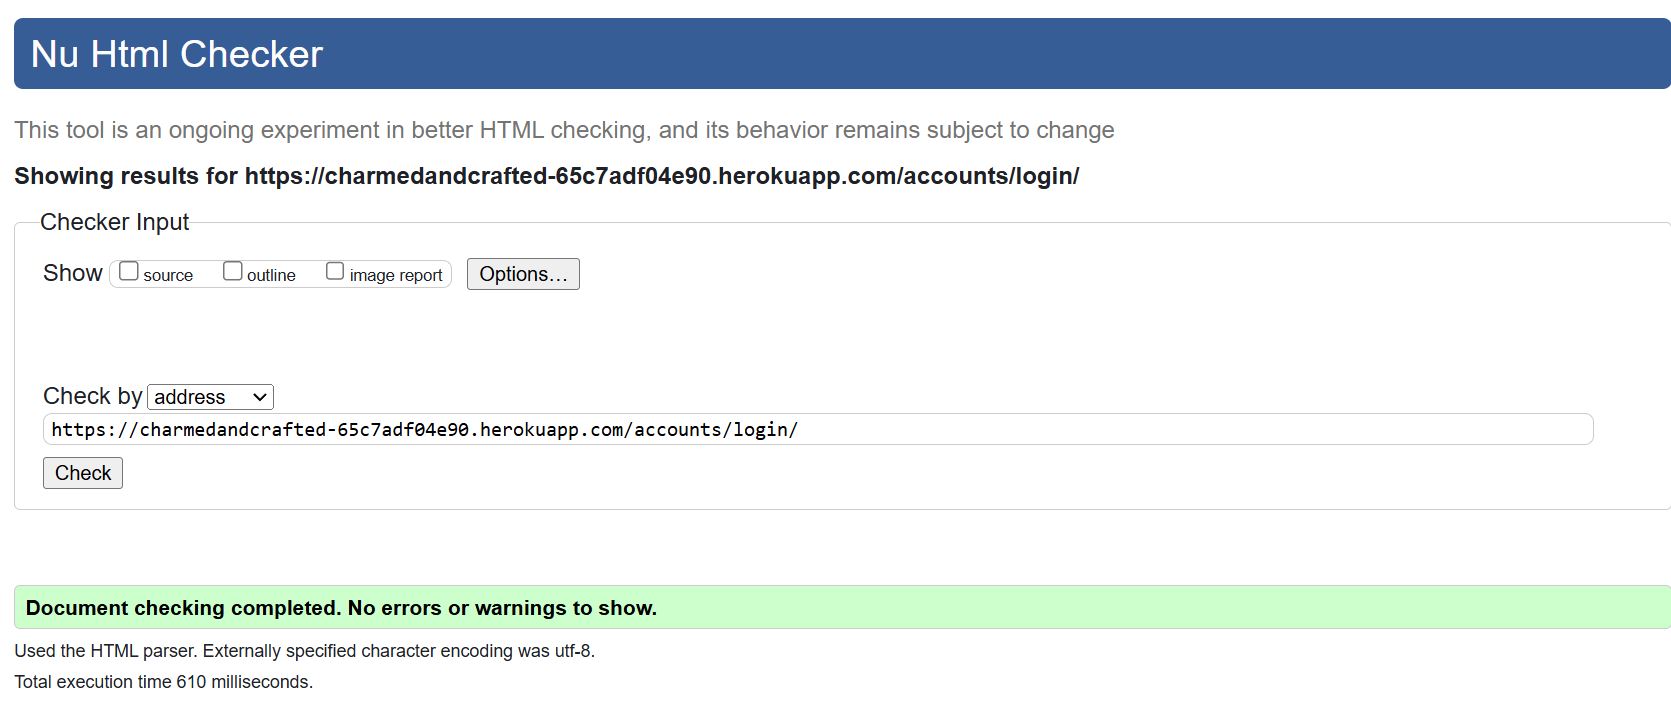 Nu Html Checker
This tool is an ongoing experiment in better HTML checking, and its behavior remains subject to change
Showing results for https://charmedandcrafted-65c7adf04e90.herokuapp.com/accounts/login/
Checker Input
Show source outline image report Options...
Check by address
https://charmedandcrafted-65c7adf04e90.herokuapp.com/accounts/login/
Check
Document checking completed. No errors or warnings to show.
Used the HTML parser. Externally specified character encoding was utf-8.
Total execution time 610 milliseconds.